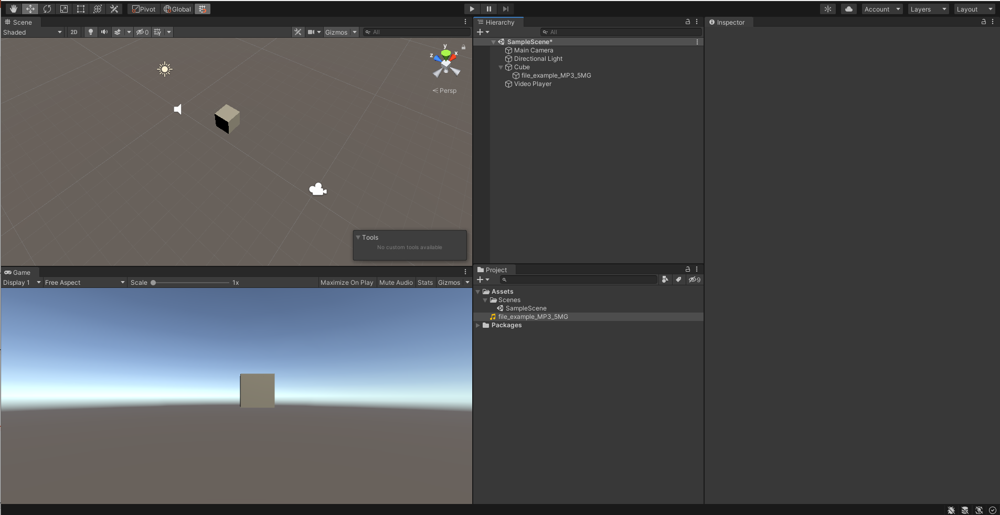 Pivot Global Account Layers Layout
Scene
Shaded 2D 0 Gizmos All
y
z x
Persp
Tools
No custom tools available
Game
Display 1 Free Aspect Scale 1x Maximize On Play Mute Audio Stats Gizmos
Hierarchy
All
SampleScene*
Main Camera
Directional Light
Cube
file_example_MP3_5MG
Video Player
Project
9
Assets
Scenes
SampleScene
file_example_MP3_5MG
Packages
Inspector